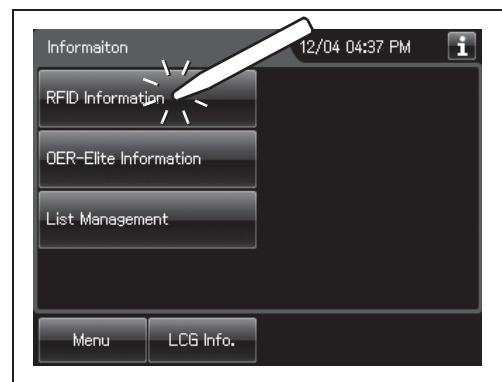 Informaiton 12/04 04:37 PM i
RFID Information
OER-Elite Information
List Management
Menu LCG Info.